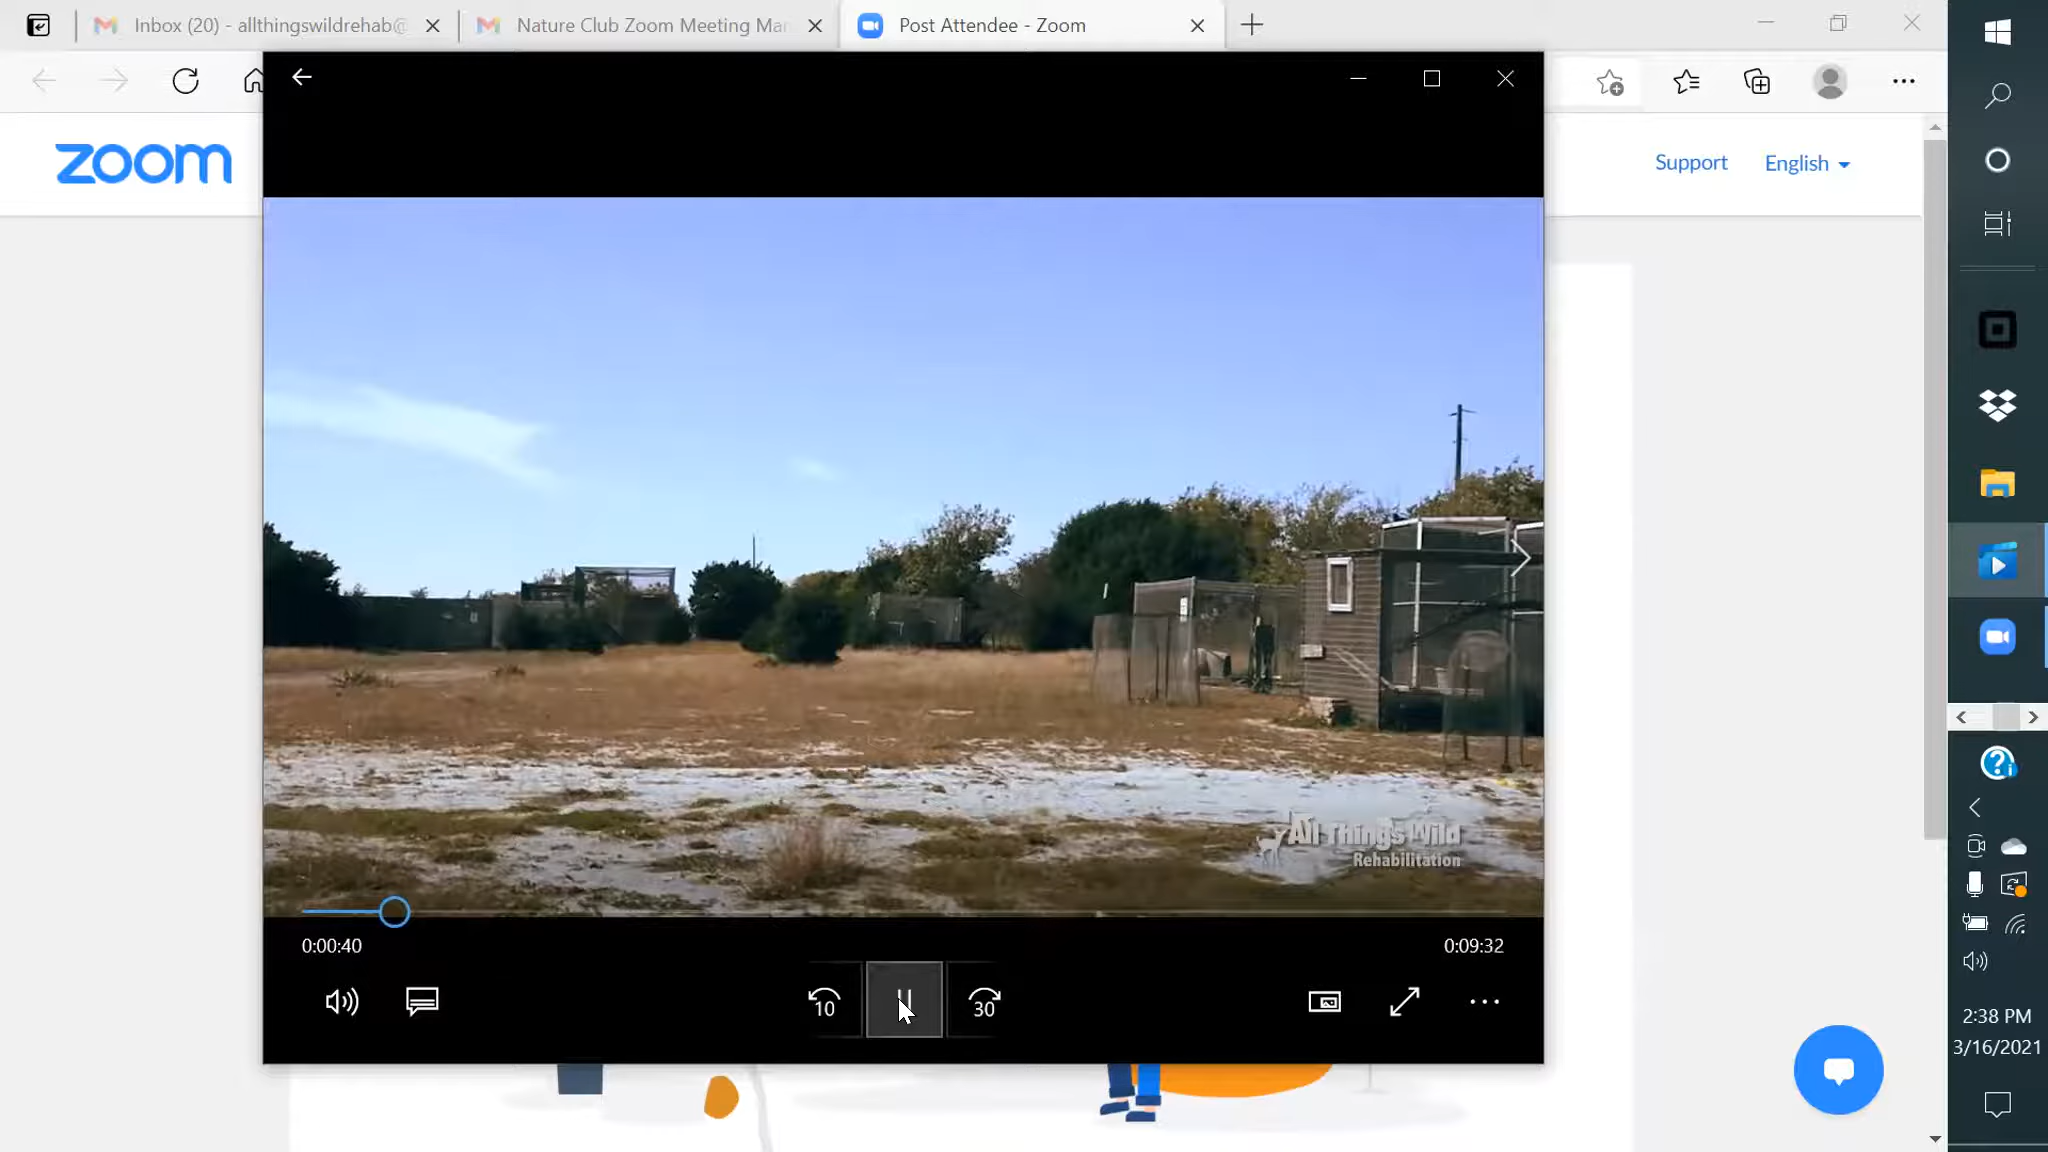 Inbox (20) - allthingswildrehab@
Nature Club Zoom Meeting Mar
Post Attendee - Zoom
zoom
Support
English
All Things Wild
Rehabilitation
0:00:40
0:09:32
10
30
2:38 PM
3/16/2021